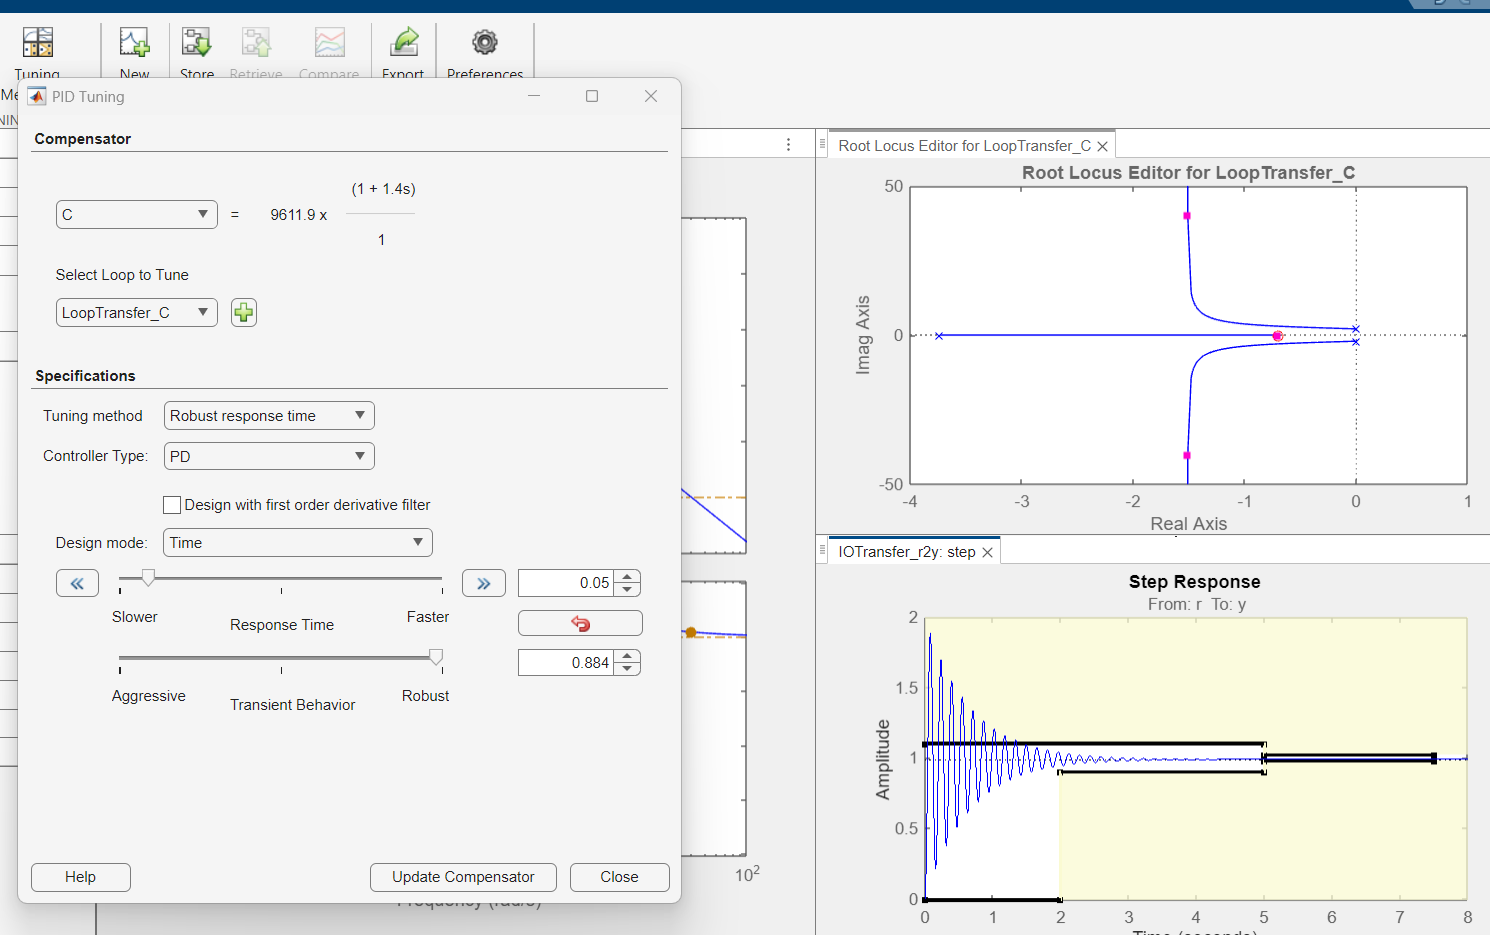 Tuning
New
Store
Retrieve
Compare
Export
Preferences
PID Tuning
Compensator
C
=
9611.9 x
(1 + 1.4s)
1
Select Loop to Tune
LoopTransfer_C
Specifications
Tuning method
Robust response time
Controller Type:
PD
Design with first order derivative filter
Design mode:
Time
0.05
Slower
Response Time
Faster
0.884
Aggressive
Transient Behavior
Robust
Help
Update Compensator
Close
10²
Frequency (rad/s)
Root Locus Editor for LoopTransfer_C
Root Locus Editor for LoopTransfer_C
50
0
-50
Imag Axis
-4 -3 -2 -1 0 1
Real Axis
IOTransfer_r2y: step
Step Response
From: r To: y
2
1.5
1
0.5
0
Amplitude
0 1 2 3 4 5 6 7 8
Time (seconds)